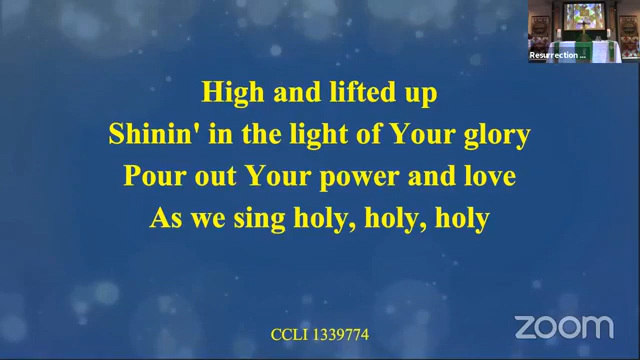 Resurrection ...
High and lifted up
Shinin' in the light of Your glory
Pour out Your power and love
As we sing holy, holy, holy
CCLI 1339774
zoom